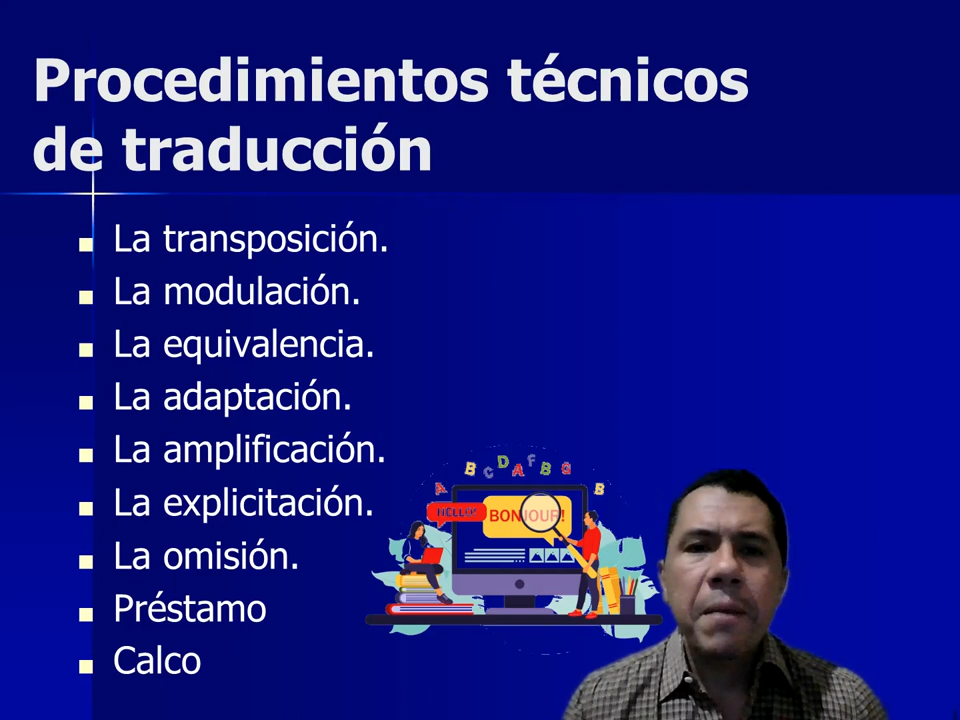 Procedimientos técnicos
de traducción
La transposición.
La modulación.
La equivalencia.
La adaptación.
La amplificación.
La explicitación.
La omisión.
Préstamo
Calco
A B C D A F B Q B
HELLO!
BONJOUR!